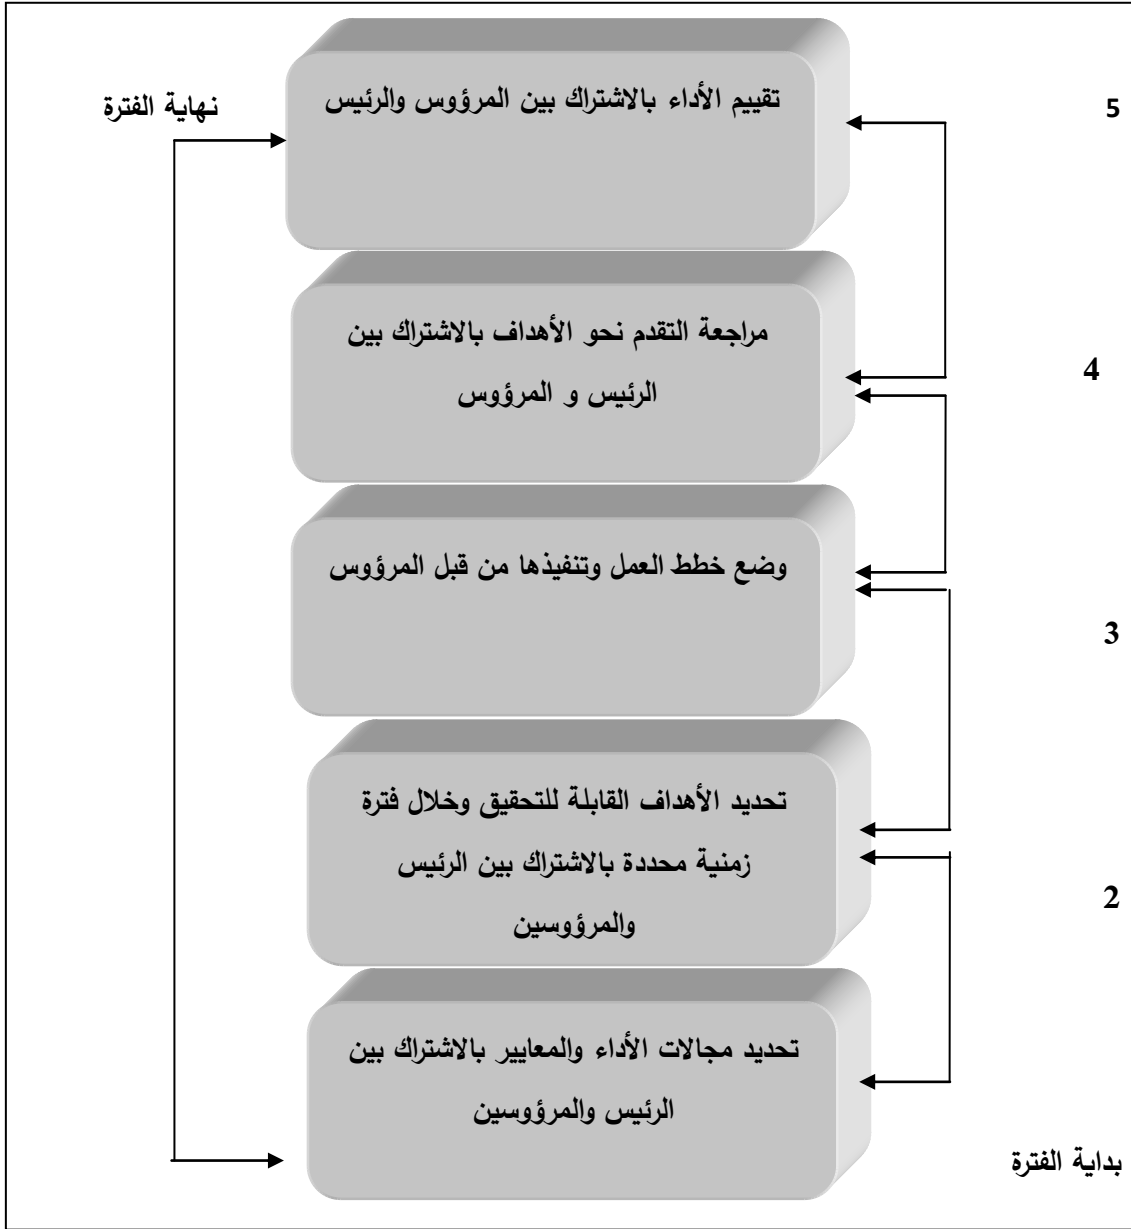 تقييم الأداء بالاشتراك بين المرؤوس والرئيس
نهاية الفترة
5
مراجعة التقدم نحو الأهداف بالاشتراك بين
الرئيس و المرؤوس
4
وضع خطط العمل وتنفيذها من قبل المرؤوس
3
تحديد الأهداف القابلة للتحقيق وخلال فترة
زمنية محددة بالاشتراك بين الرئيس
والمرؤوسين
2
تحديد مجالات الأداء والمعايير بالاشتراك بين
الرئيس والمرؤوسين
بداية الفترة